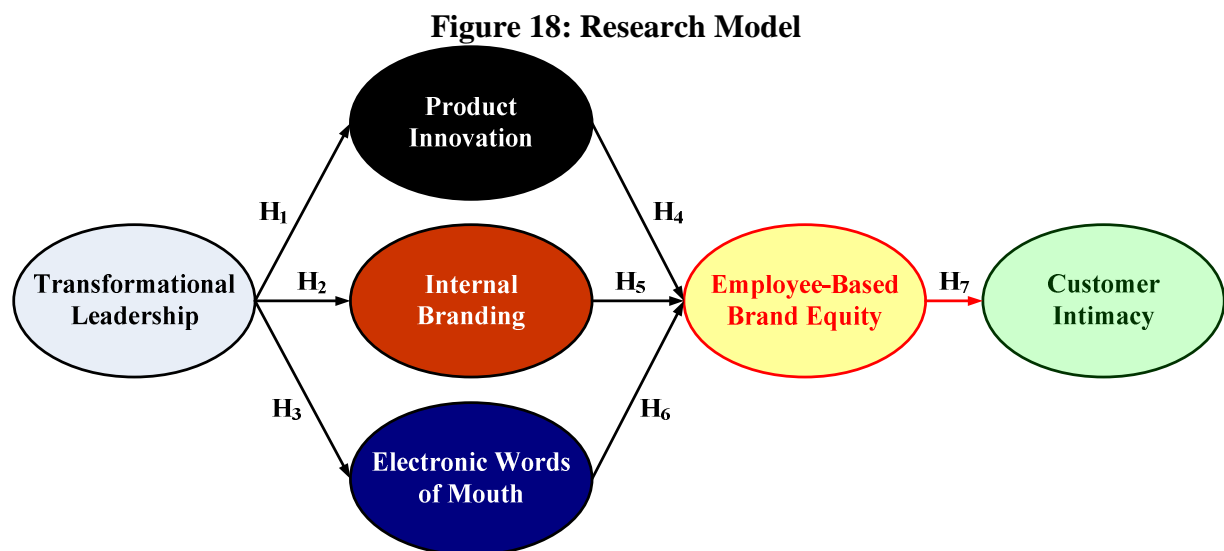 Figure 18: Research Model
Product
Innovation
H₁
H₄
Transformational
Leadership
H₂
Internal
Branding
H₅
Employee-Based
Brand Equity
H₇
Customer
Intimacy
H₃
H₆
Electronic Words
of Mouth